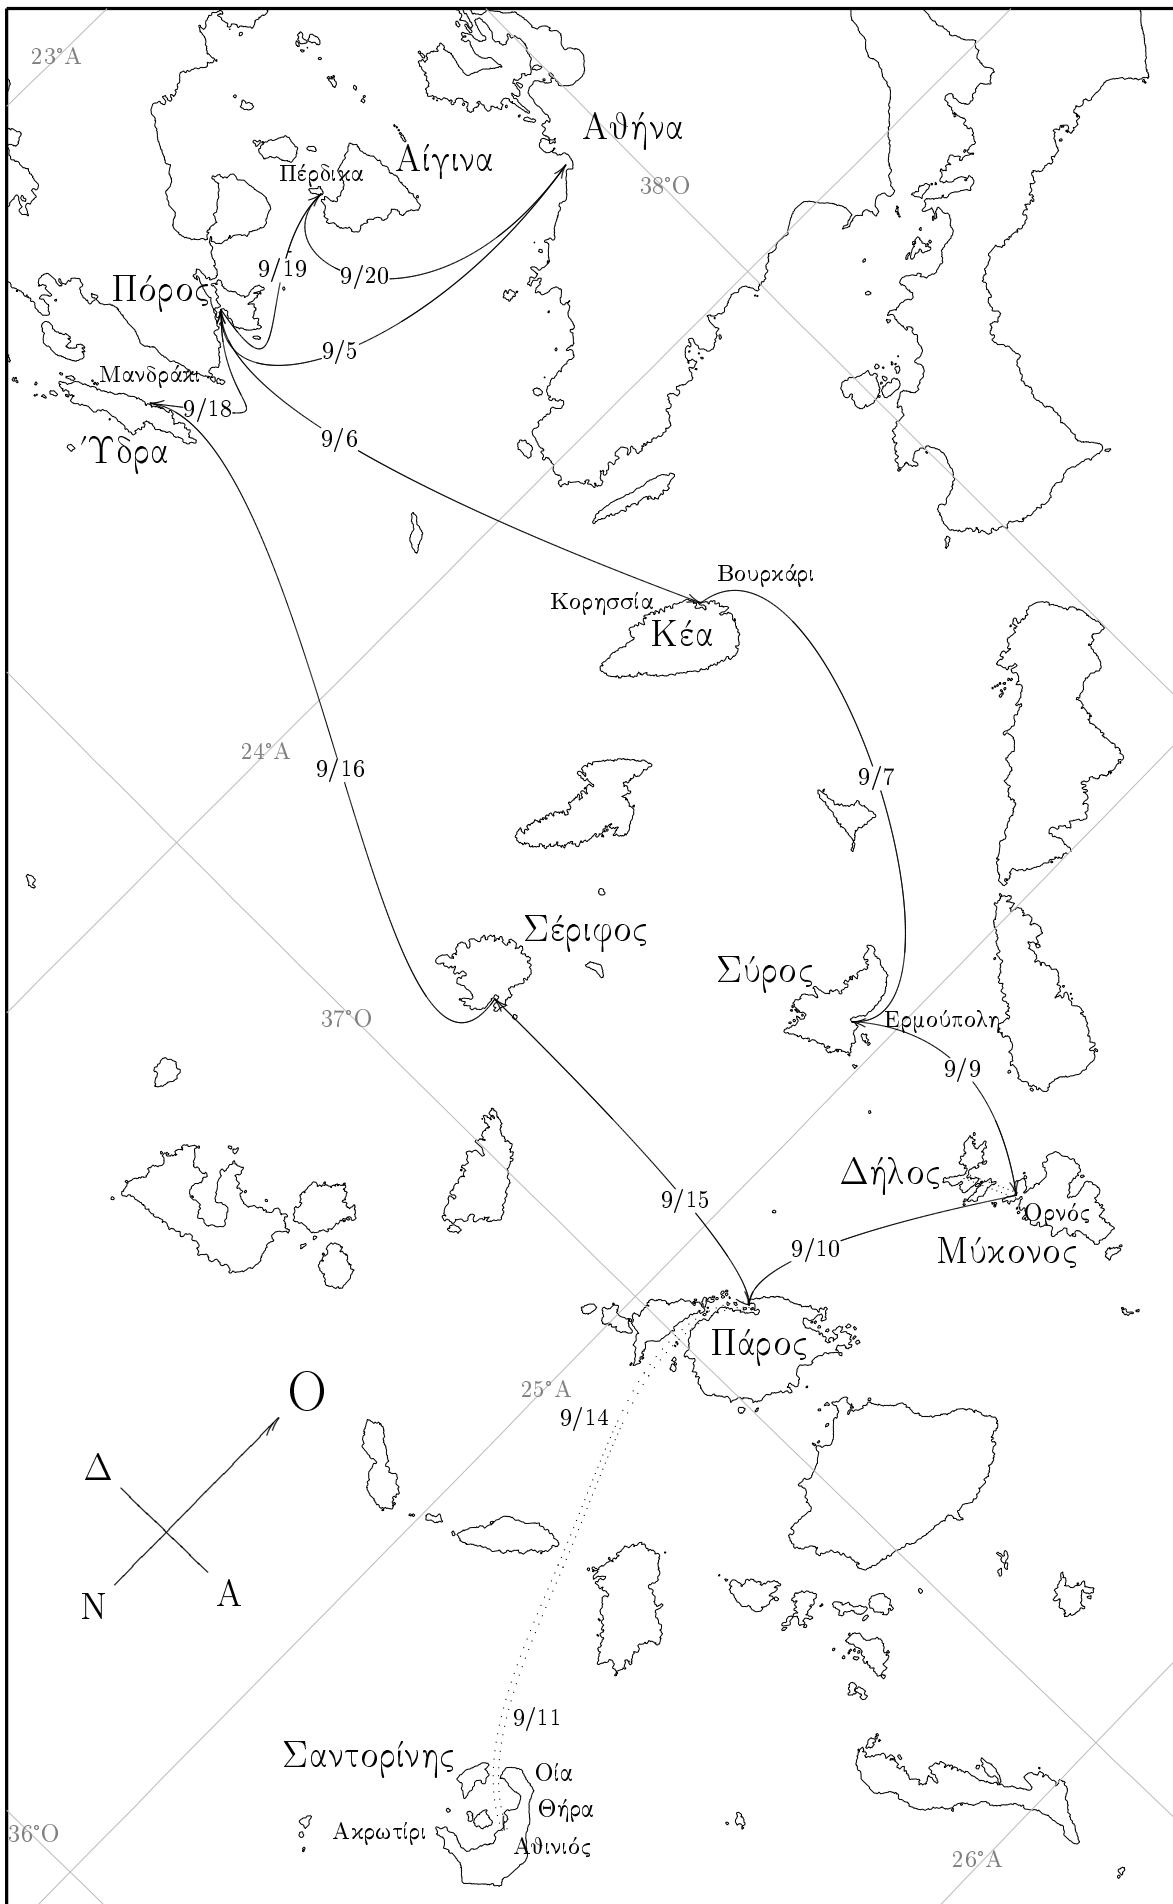 23°A
Αθήνα
Αίγινα
Πέρδικα
38°O
9/19
9/20
Πόρος
9/5
Μανδράκι
9/18
9/6
Ύδρα
Βουρκάρι
Κορησσία
Κέα
24°A
9/16
9/7
Σέριφος
Σύρος
37°O
Ερμούπολη
9/9
Δήλος
9/15
Ορνός
9/10
Μύκονος
Πάρος
25°A
O
9/14
Δ
N
A
9/11
Σαντορίνης
Οία
Θήρα
Ακρωτίρι
36°O
Αθινιός
26°A